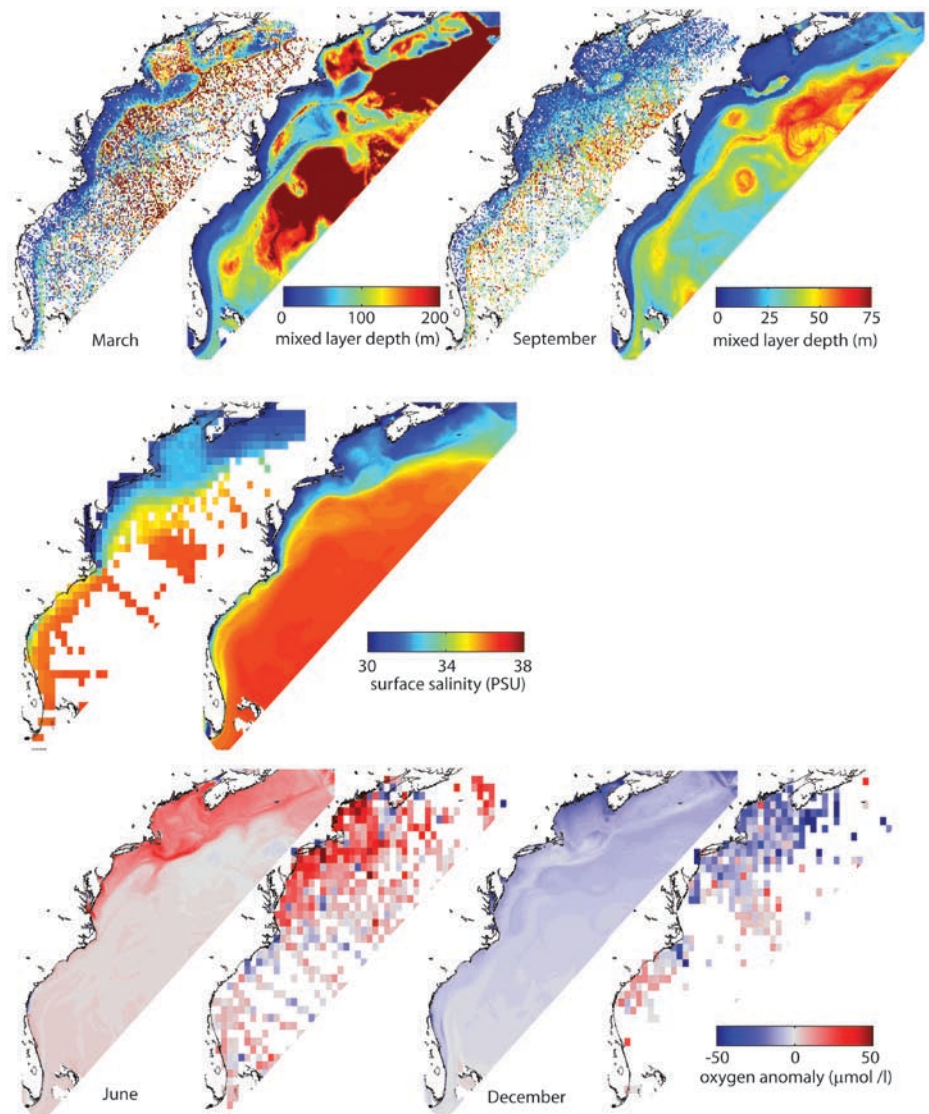 0 100 200
mixed layer depth (m)
March
0 25 50 75
mixed layer depth (m)
September
30 34 38
surface salinity (PSU)
June
December
-50 0 50
oxygen anomaly (μmol /l)